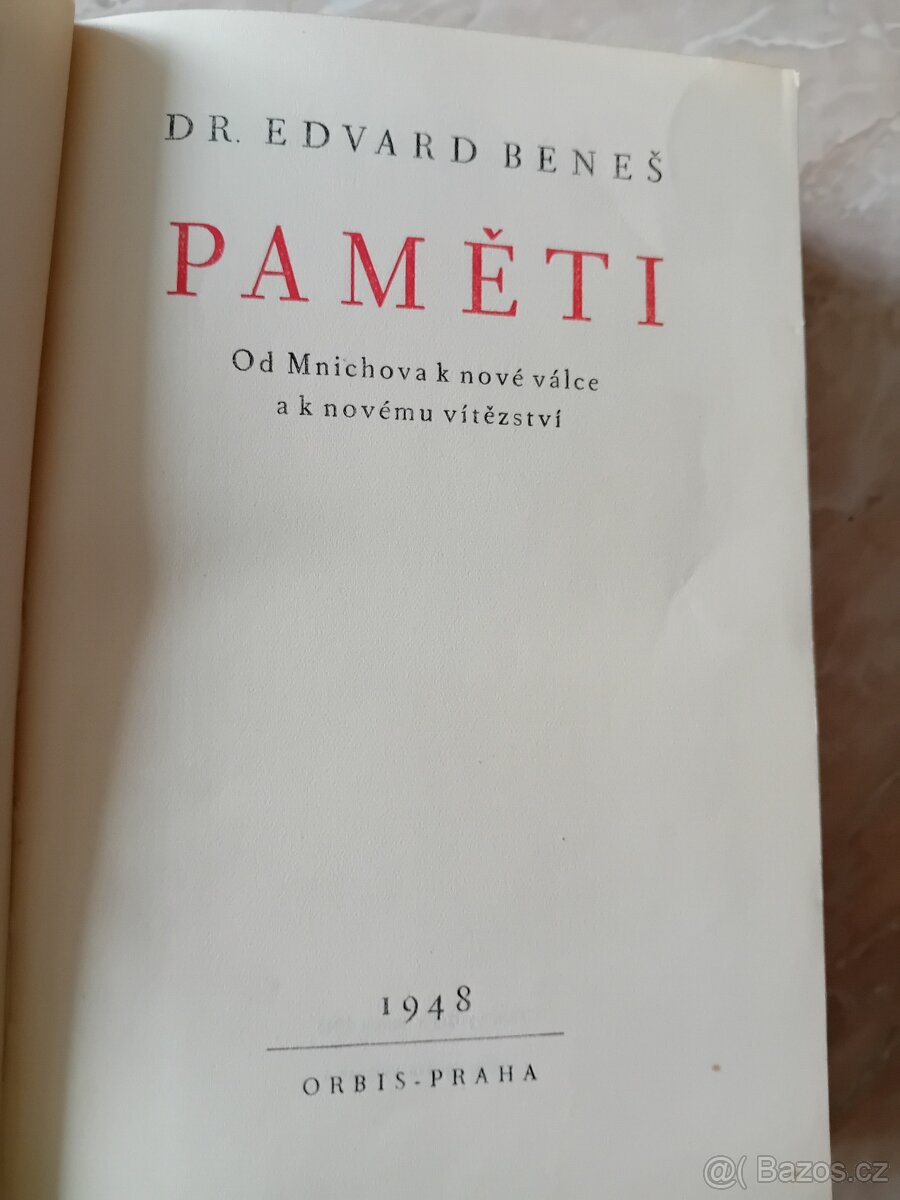 DR. EDVARD BENEŠ
PAMĚTI
Od Mnichova k nové válce
a k novému vítězství
1948
ORBIS-PRAHA
@( Bazos.cz